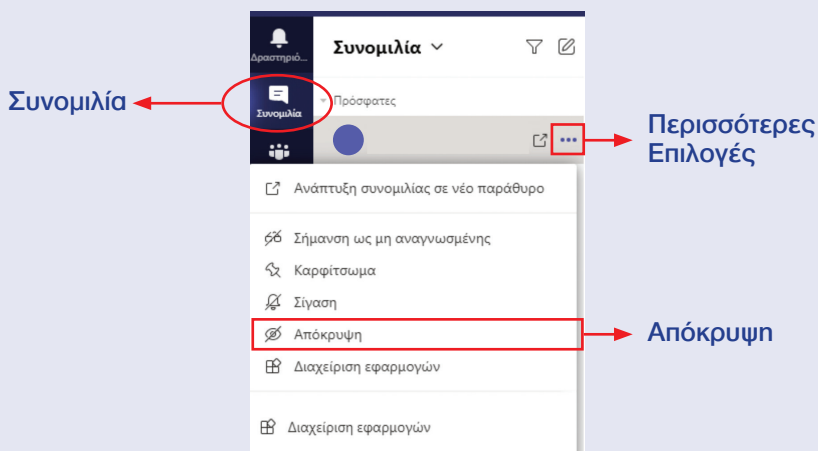 Δραστηριό...
Συνομιλία
Συνομιλία
Συνομιλία
Πρόσφατες
Περισσότερες
Επιλογές
Ανάπτυξη συνομιλίας σε νέο παράθυρο
Σήμανση ως μη αναγνωσμένης
Καρφίτσωμα
Σίγαση
Απόκρυψη
Απόκρυψη
Διαχείριση εφαρμογών
Διαχείριση εφαρμογών